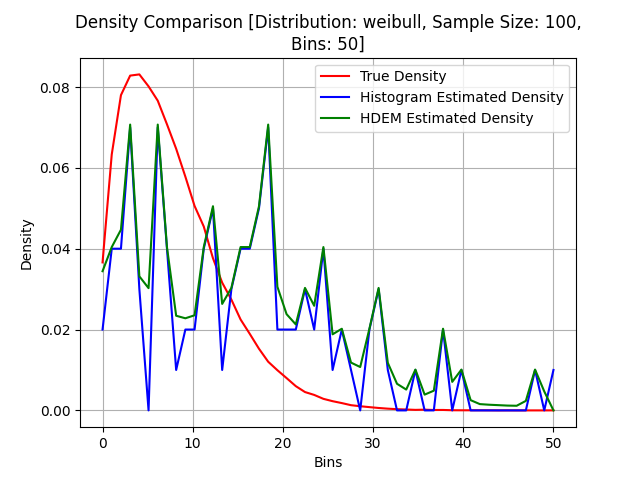 Density Comparison [Distribution: weibull, Sample Size: 100,
Bins: 50]
True Density
Histogram Estimated Density
HDEM Estimated Density
Density
0.08
0.06
0.04
0.02
0.00
0 10 20 30 40 50
Bins